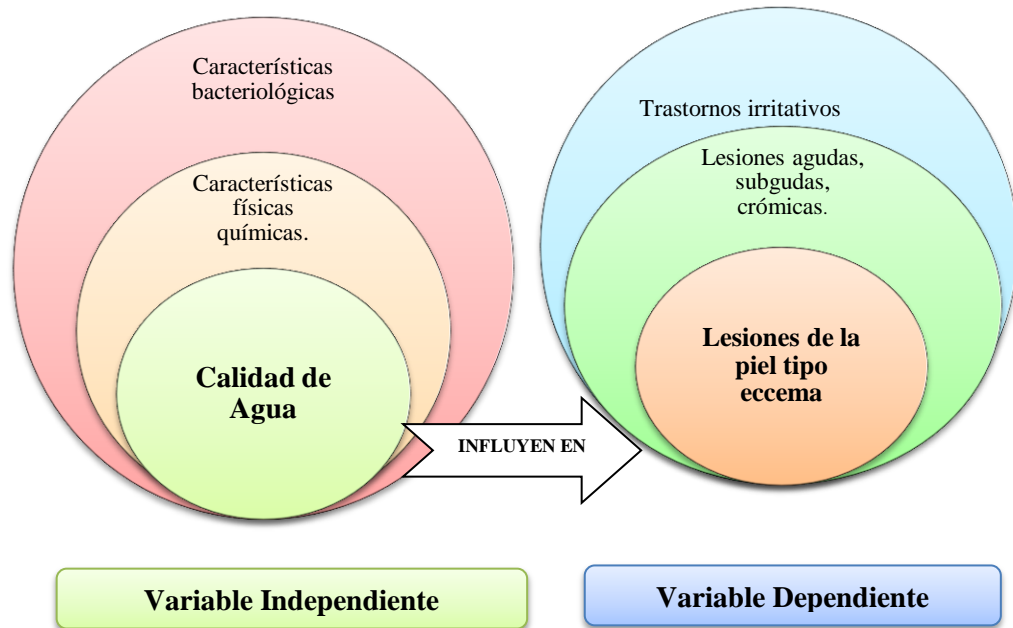 Características
bacteriológicas
Características
físicas
químicas.
Calidad de
Agua
INFLUYEN EN
Trastornos irritativos
Lesiones agudas,
subgudas,
crómicas.
Lesiones de la
piel tipo
eccema
Variable Independiente
Variable Dependiente